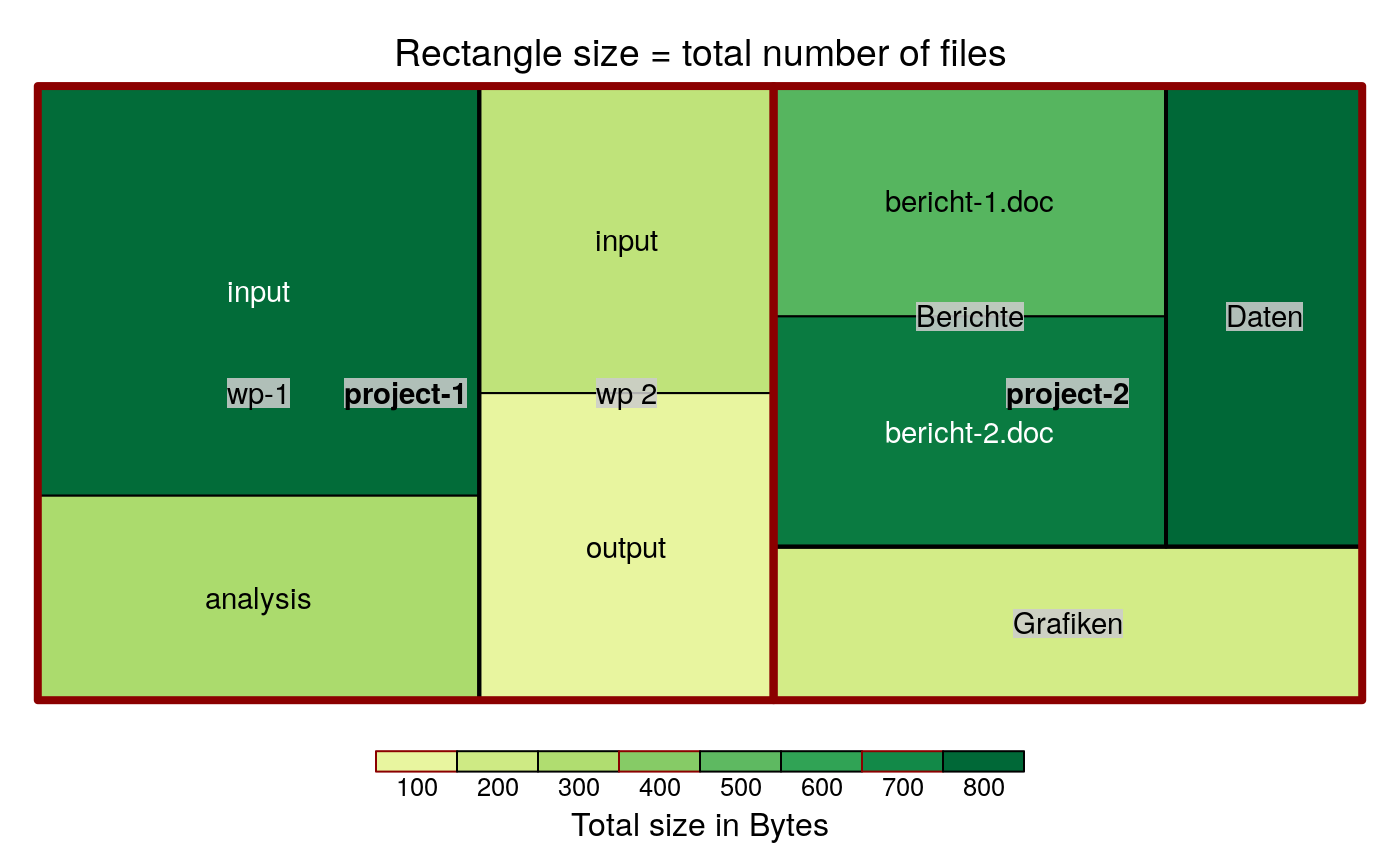 Rectangle size = total number of files
input
wp-1
project-1
analysis
input
wp 2
output
bericht-1.doc
Berichte
Daten
project-2
bericht-2.doc
Grafiken
100 200 300 400 500 600 700 800
Total size in Bytes